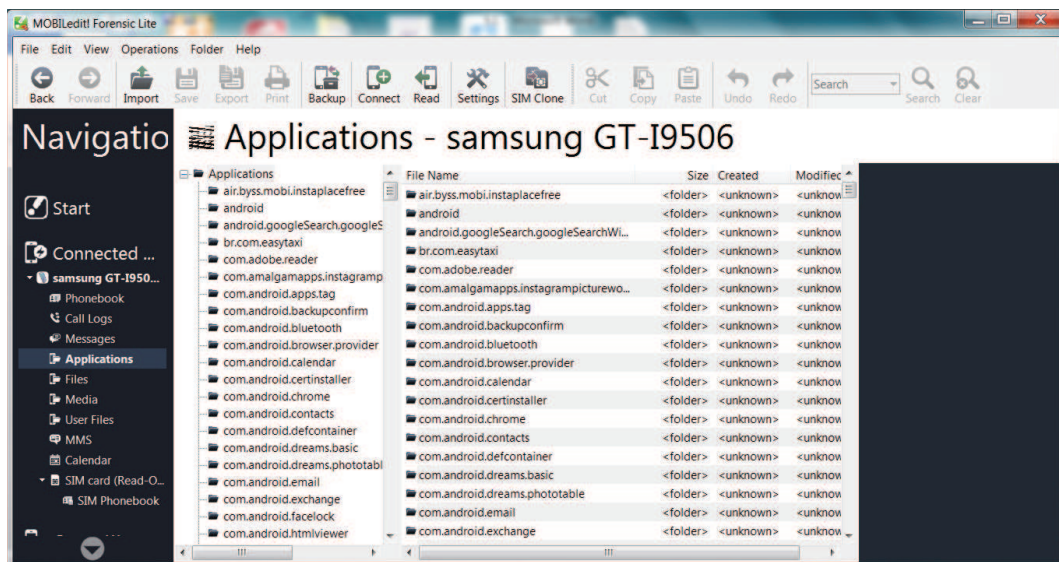 MOBILedit! Forensic Lite
File Edit View Operations Folder Help
Back Forward Import Save Export Print Backup Connect Read Settings SIM Clone Cut Copy Paste Undo Redo Search Search Clear
Navigatio
Applications - samsung GT-I9506
Start
Connected ...
samsung GT-I950...
Phonebook
Call Logs
Messages
Applications
Files
Media
User Files
MMS
Calendar
SIM card (Read-O...
SIM Phonebook
Applications
air.byss.mobi.instaplacefree
android
android.googleSearch.googleS
br.com.easytaxi
com.adobe.reader
com.amalgamapps.instagramp
com.android.apps.tag
com.android.backupconfirm
com.android.bluetooth
com.android.browser.provider
com.android.calendar
com.android.certinstaller
com.android.chrome
com.android.contacts
com.android.defcontainer
com.android.dreams.basic
com.android.dreams.phototabl
com.android.email
com.android.exchange
com.android.facelock
com.android.htmlviewer
File Name Size Created Modified
air.byss.mobi.instaplacefree <folder> <unknown> <unknow
android <folder> <unknown> <unknow
android.googleSearch.googleSearchWi... <folder> <unknown> <unknow
br.com.easytaxi <folder> <unknown> <unknow
com.adobe.reader <folder> <unknown> <unknow
com.amalgamapps.instagrampicturewo... <folder> <unknown> <unknow
com.android.apps.tag <folder> <unknown> <unknow
com.android.backupconfirm <folder> <unknown> <unknow
com.android.bluetooth <folder> <unknown> <unknow
com.android.browser.provider <folder> <unknown> <unknow
com.android.calendar <folder> <unknown> <unknow
com.android.certinstaller <folder> <unknown> <unknow
com.android.chrome <folder> <unknown> <unknow
com.android.contacts <folder> <unknown> <unknow
com.android.defcontainer <folder> <unknown> <unknow
com.android.dreams.basic <folder> <unknown> <unknow
com.android.dreams.phototable <folder> <unknown> <unknow
com.android.email <folder> <unknown> <unknow
com.android.exchange <folder> <unknown> <unknow